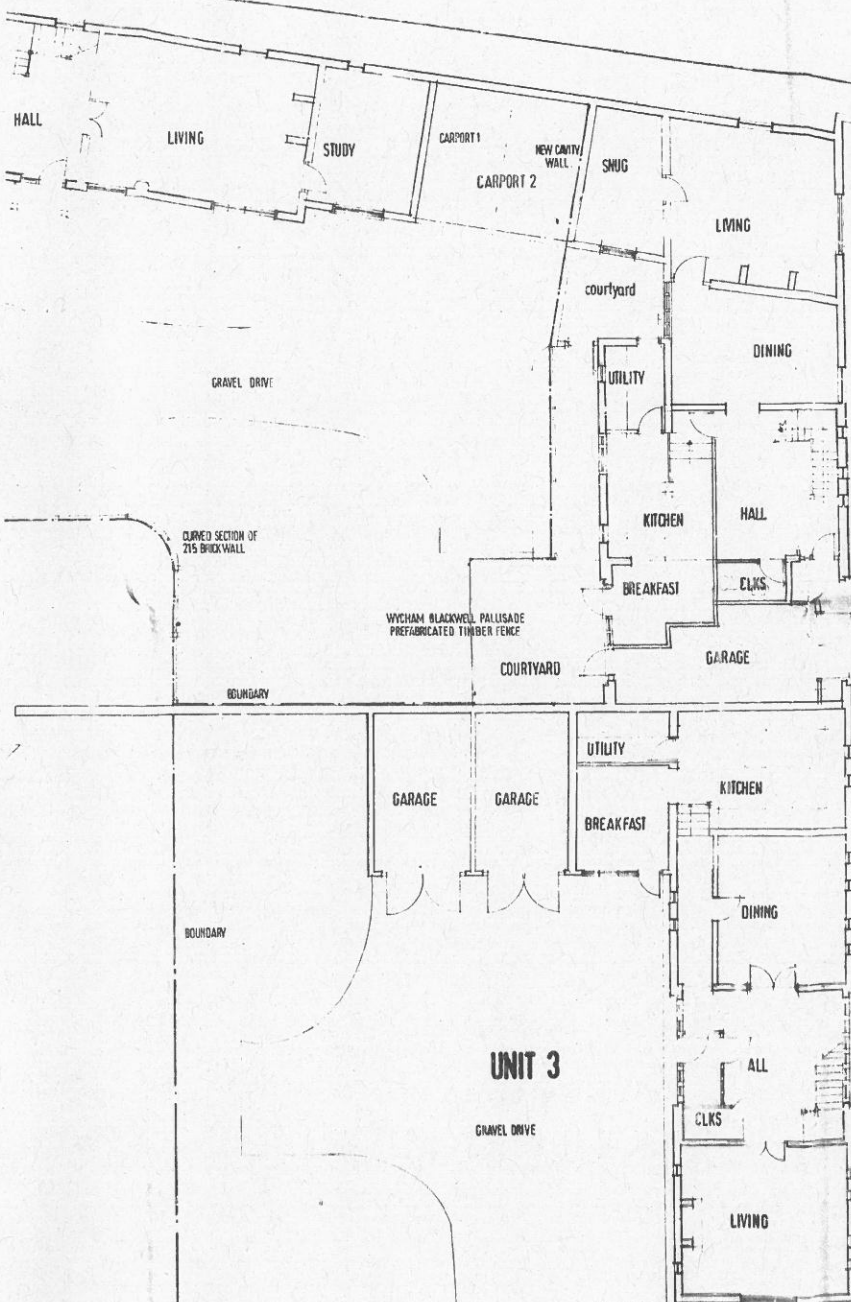 HALL
LIVING
STUDY
CARPORT 1
CARPORT 2
NEW CAVITY
WALL
SNUG
LIVING
courtyard
DINING
UTILITY
GRAVEL DRIVE
KITCHEN
HALL
CURVED SECTION OF
215 BRICKWALL
BREAKFAST
CLKS
WYCHAM BLACKWELL PALLISADE
PREFABRICATED TIMBER FENCE
COURTYARD
GARAGE
BOUNDARY
UTILITY
KITCHEN
GARAGE
GARAGE
BREAKFAST
DINING
BOUNDARY
UNIT 3
ALL
CLKS
GRAVEL DRIVE
LIVING